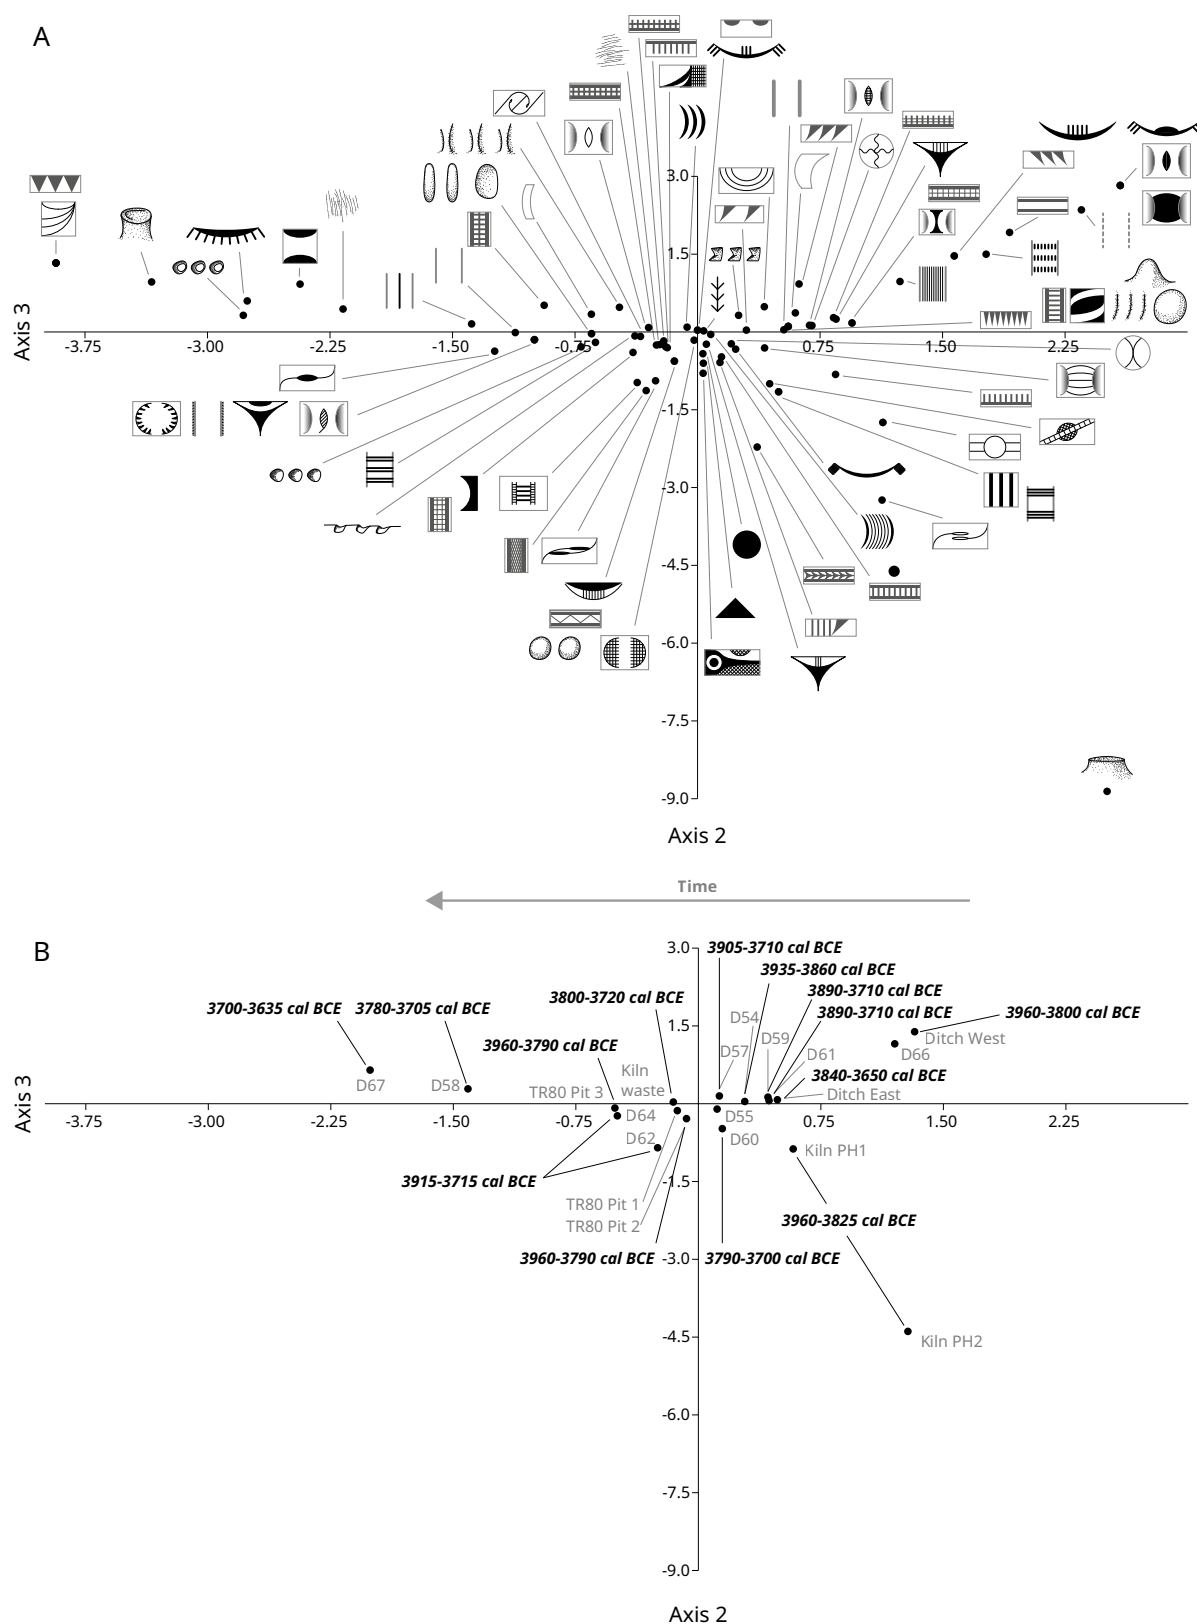 A
3.0
1.5
Axis 3
-3.75
-3.00
-2.25
-1.50
-0.75
0.75
1.50
2.25
-1.5
-3.0
-4.5
-6.0
-7.5
-9.0
Axis 2
Time
B
3.0
3905-3710 cal BCE
3935-3860 cal BCE
3890-3710 cal BCE
3800-3720 cal BCE
3700-3635 cal BCE
3780-3705 cal BCE
3890-3710 cal BCE
3960-3800 cal BCE
D54
1.5
D59
Ditch West
3960-3790 cal BCE
D57
D61
D66
Kiln
waste
3840-3650 cal BCE
D67
D58
TR80 Pit 3
Ditch East
Axis 3
-3.75
-3.00
-2.25
-1.50
-0.75
D64
D55
0.75
1.50
2.25
D62
D60
Kiln PH1
3915-3715 cal BCE
-1.5
TR80 Pit 1
TR80 Pit 2
3960-3825 cal BCE
3960-3790 cal BCE
-3.0
3790-3700 cal BCE
-4.5
Kiln PH2
-6.0
-7.5
-9.0
Axis 2